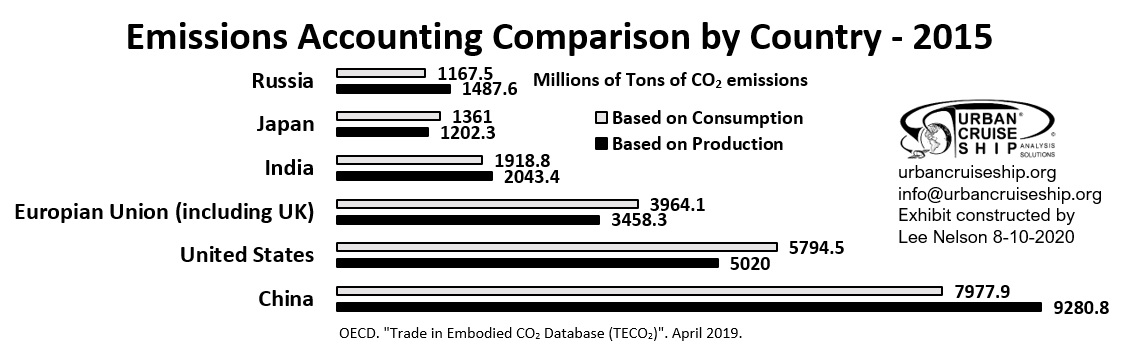 Emissions Accounting Comparison by Country - 2015
Russia
1167.5
1487.6
Millions of Tons of CO₂ emissions
Japan
1361
1202.3
Based on Consumption
Based on Production
India
1918.8
2043.4
Europian Union (including UK)
3964.1
3458.3
United States
5794.5
5020
China
7977.9
9280.8
URBAN®
CRUISE
SHIP ANALYSIS SOLUTIONS ©
urbancruiseship.org
info@urbancruiseship.org
Exhibit constructed by
Lee Nelson 8-10-2020
OECD. "Trade in Embodied CO₂ Database (TECO₂)". April 2019.